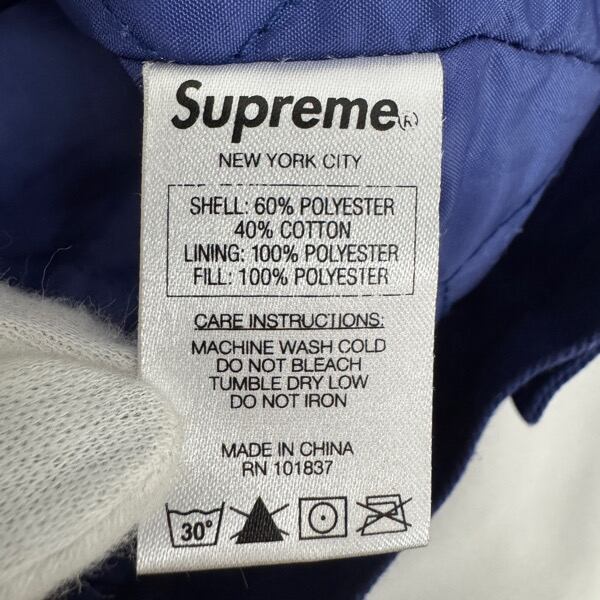 Supreme®
NEW YORK CITY
SHELL: 60% POLYESTER
40% COTTON
LINING: 100% POLYESTER
FILL: 100% POLYESTER
CARE INSTRUCTIONS:
MACHINE WASH COLD
DO NOT BLEACH
TUMBLE DRY LOW
DO NOT IRON
MADE IN CHINA
RN 101837
30°